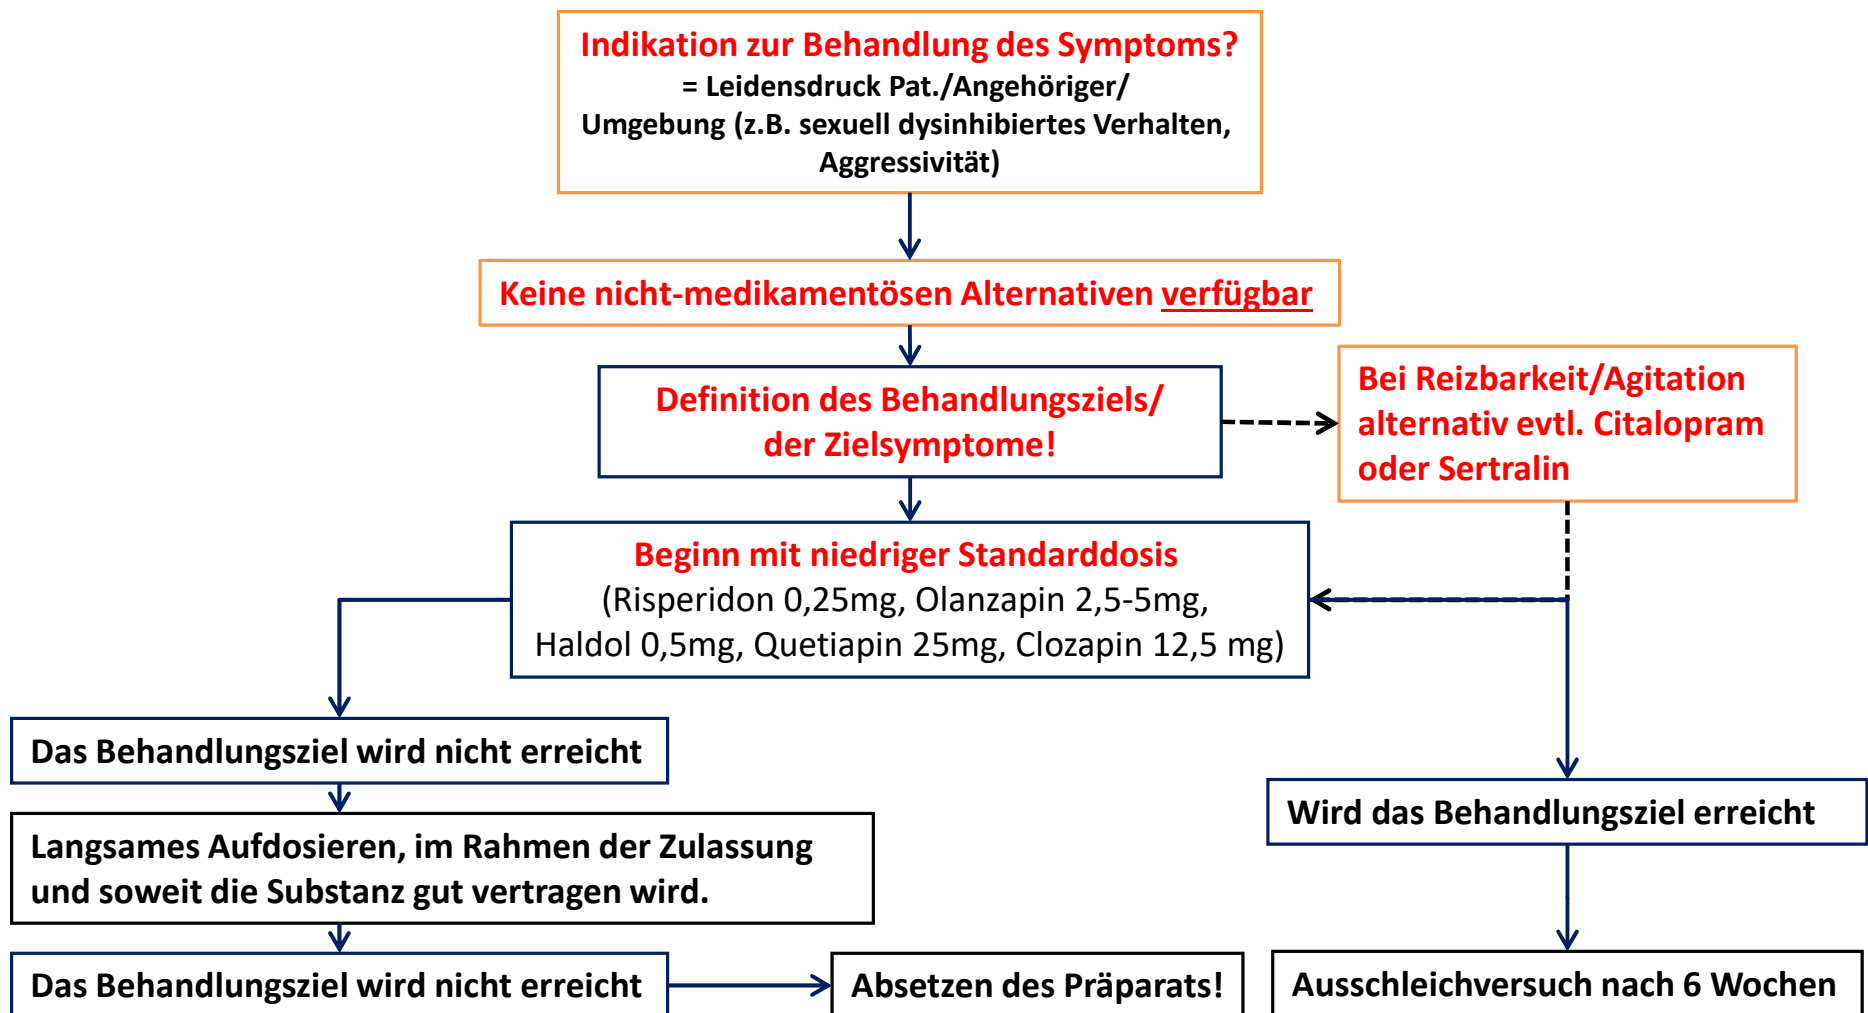 Indikation zur Behandlung des Symptoms?
= Leidensdruck Pat./Angehöriger/
Umgebung (z.B. sexuell dysinhibiertes Verhalten,
Aggressivität)
Keine nicht-medikamentösen Alternativen verfügbar
Definition des Behandlungsziels/
der Zielsymptome!
Bei Reizbarkeit/Agitation
alternativ evtl. Citalopram
oder Sertralin
Beginn mit niedriger Standarddosis
(Risperidon 0,25mg, Olanzapin 2,5-5mg,
Haldol 0,5mg, Quetiapin 25mg, Clozapin 12,5 mg)
Das Behandlungsziel wird nicht erreicht
Langsames Aufdosieren, im Rahmen der Zulassung
und soweit die Substanz gut vertragen wird.
Das Behandlungsziel wird nicht erreicht
Absetzen des Präparats!
Wird das Behandlungsziel erreicht
Ausschleichversuch nach 6 Wochen